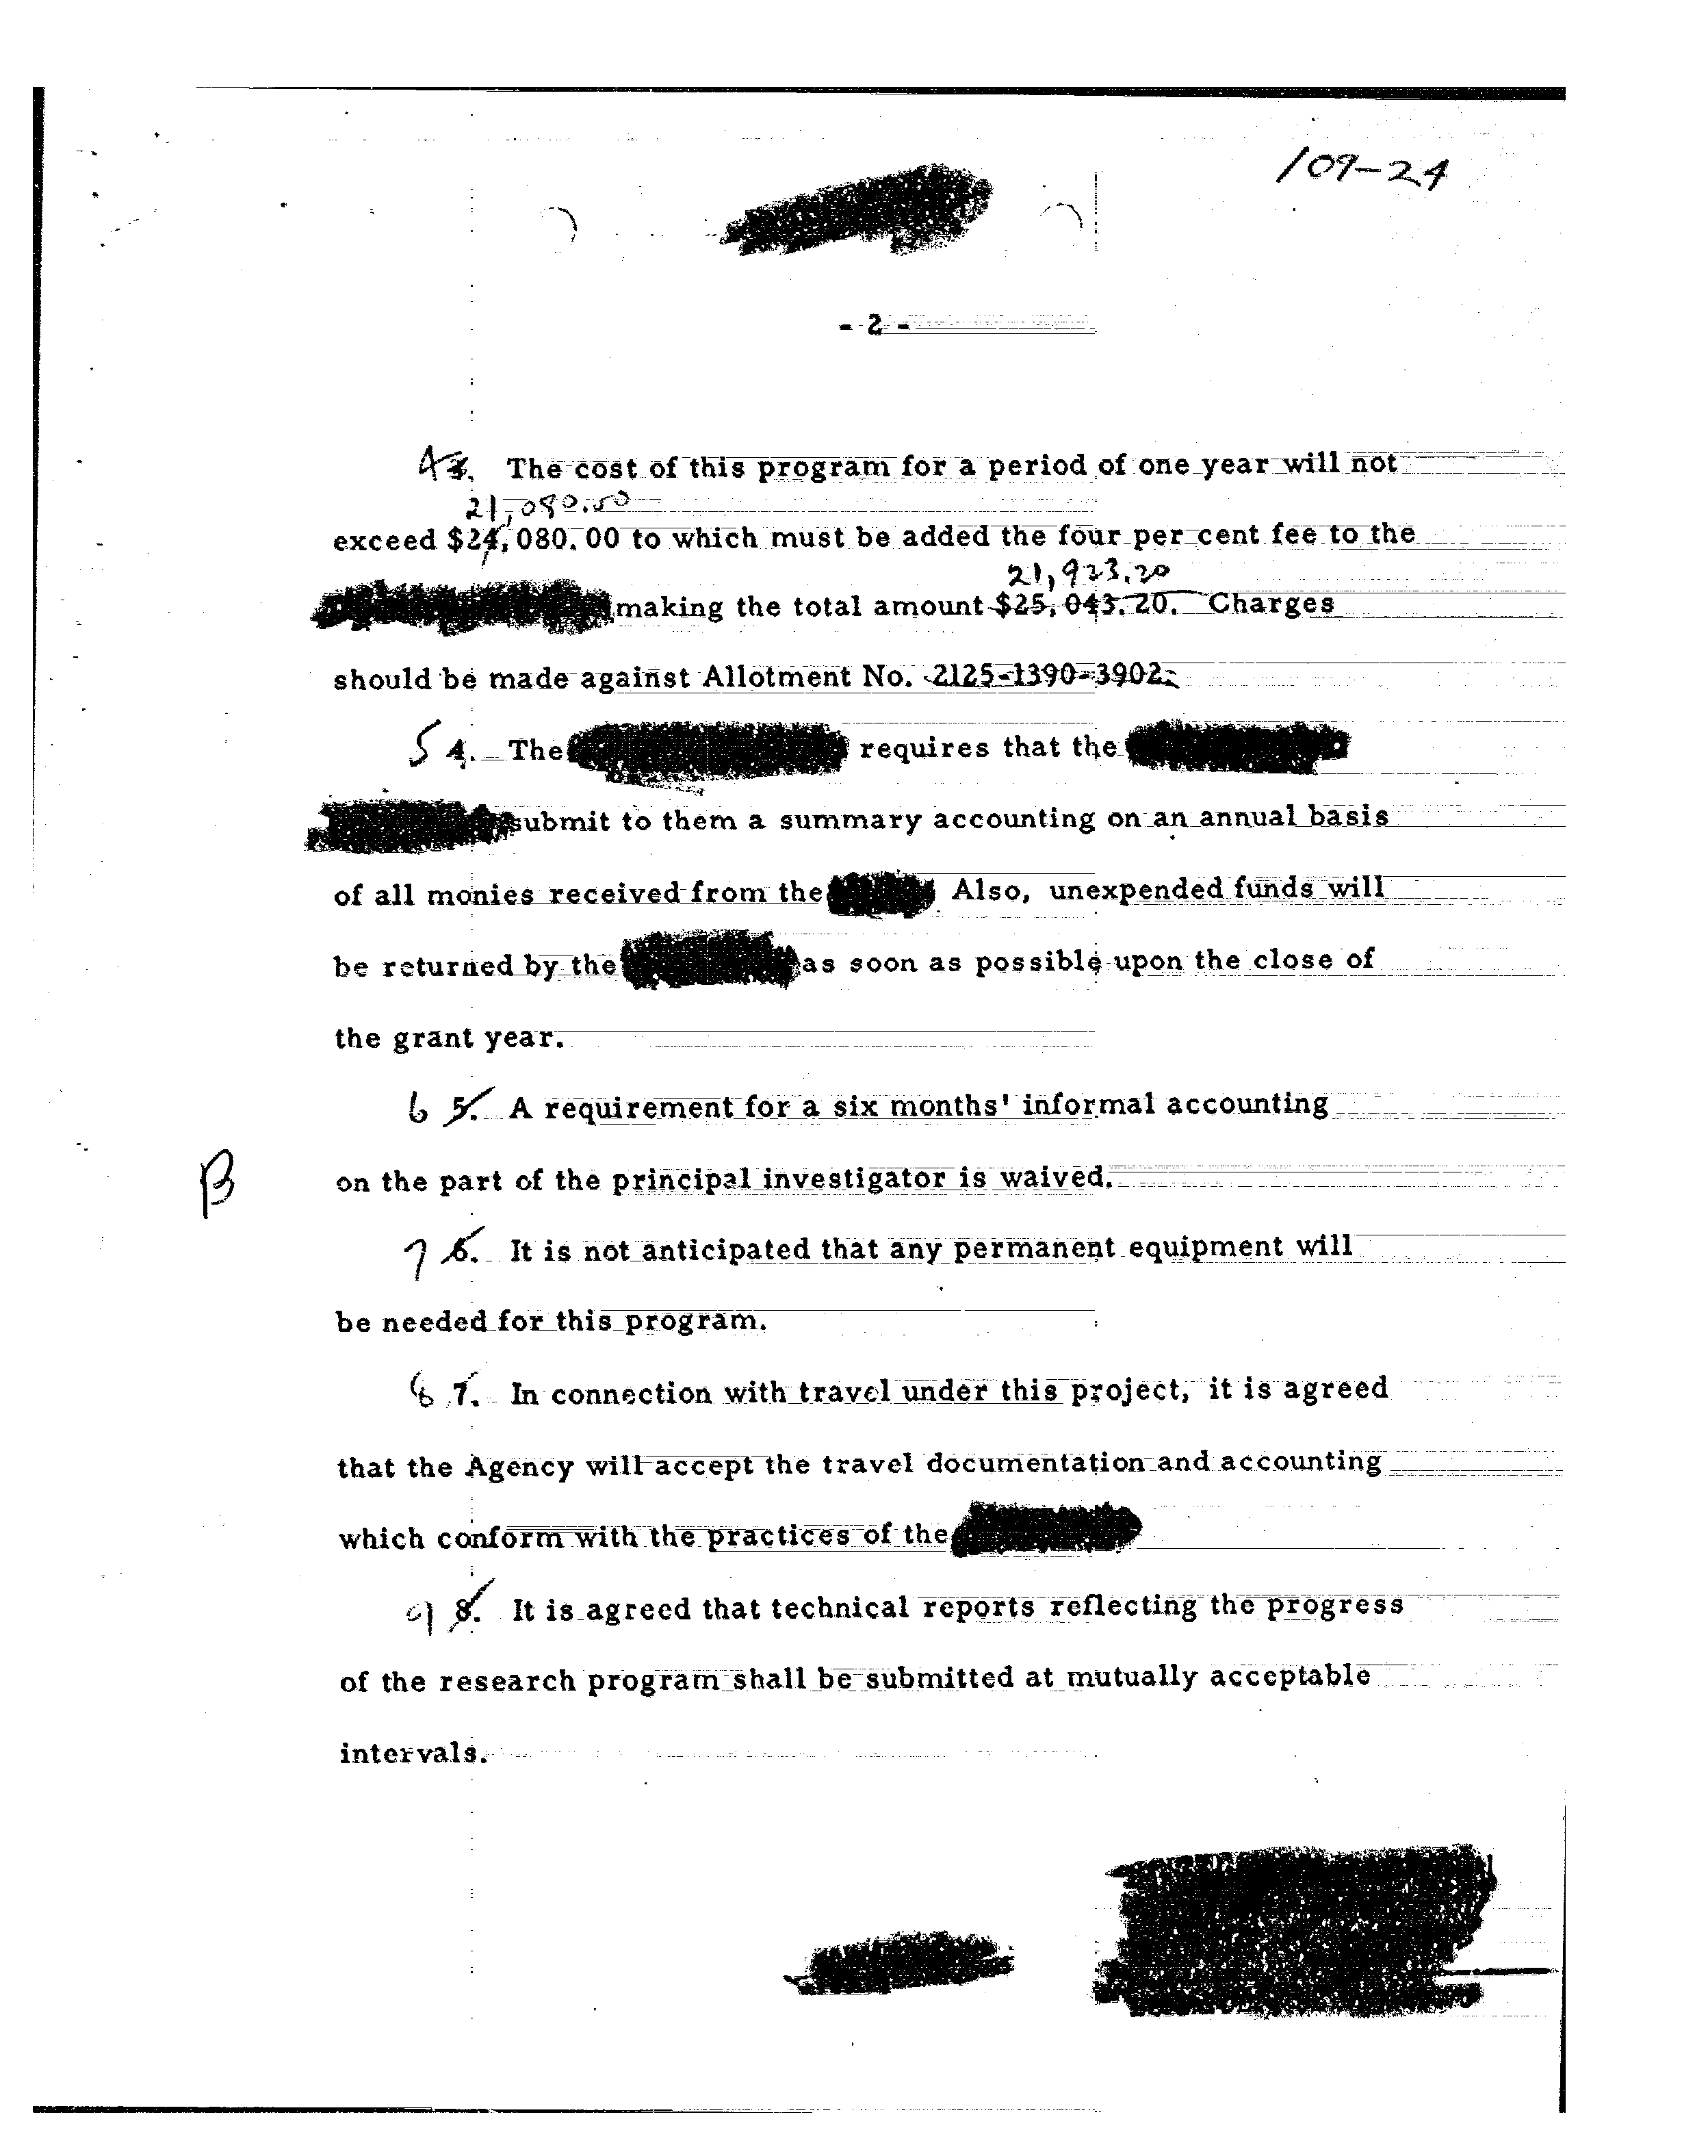 109-24
- 2 -
4 3. The cost of this program for a period of one year will not
21,080.50
exceed $24,080.00 to which must be added the four per cent fee to the
21,923.20
making the total amount $25,043.20. Charges
should be made against Allotment No. 2125-1390-3902.
5 4. The requires that the
submit to them a summary accounting on an annual basis
of all monies received from the Also, unexpended funds will
be returned by the as soon as possible upon the close of
the grant year.
6 5. A requirement for a six months' informal accounting
on the part of the principal investigator is waived.
B
7 6. It is not anticipated that any permanent equipment will
be needed for this program.
8 7. In connection with travel under this project, it is agreed
that the Agency will accept the travel documentation and accounting
which conform with the practices of the
9 8. It is agreed that technical reports reflecting the progress
of the research program shall be submitted at mutually acceptable
intervals.